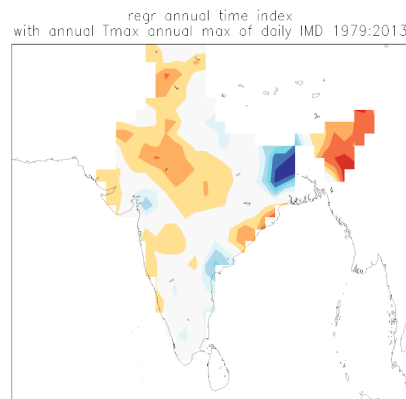 regr annual time index
with annual Tmax annual max of daily IMD 1979:2013